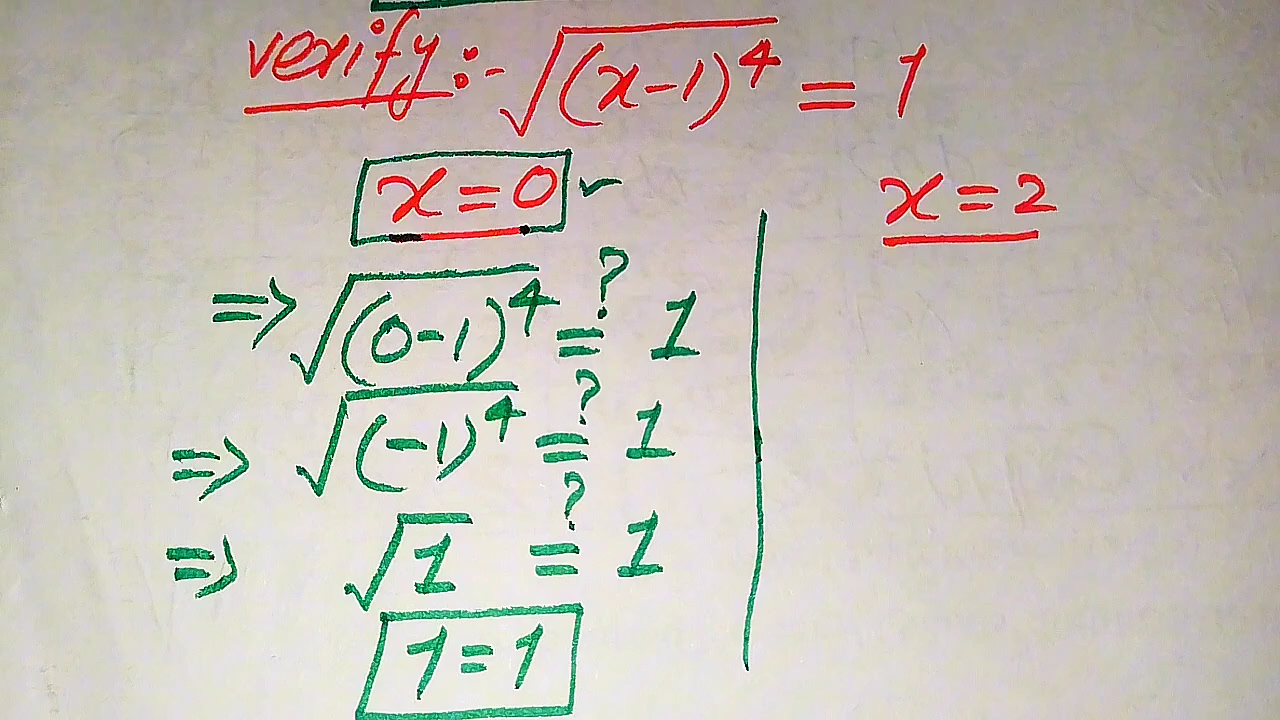 verify:- √(x-1)⁴ = 1
x=0 ✓
x=2
=> √(0-1)⁴ =? 1
=> √(-1)⁴ =? 1
=> √1 =? 1
1=1